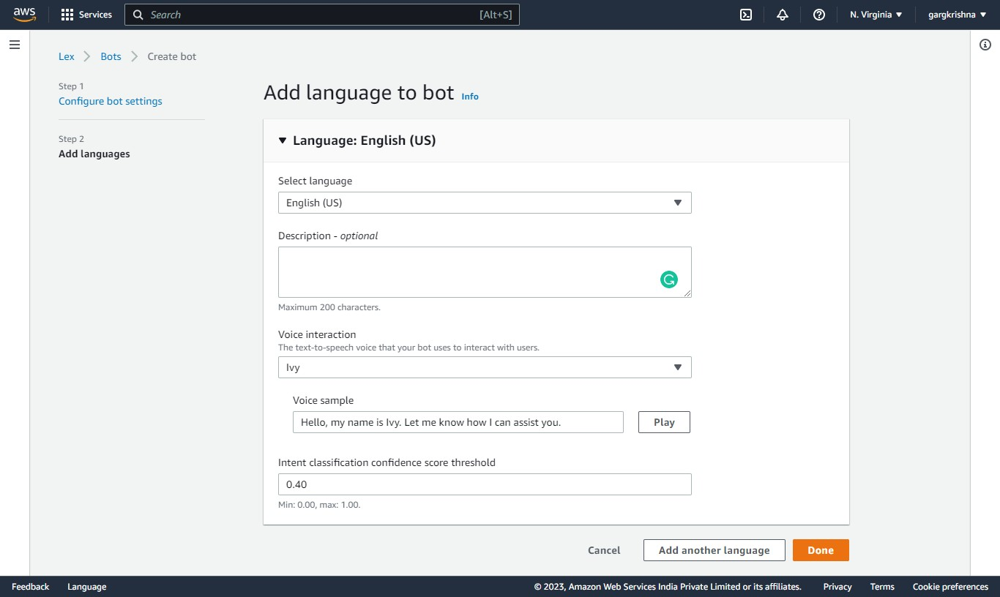 aws Services Search [Alt+S] N. Virginia gargkrishna
Lex Bots Create bot
Step 1
Configure bot settings
Step 2
Add languages
Add language to bot Info
Language: English (US)
Select language
English (US)
Description - optional
Maximum 200 characters.
Voice interaction
The text-to-speech voice that your bot uses to interact with users.
Ivy
Voice sample
Hello, my name is Ivy. Let me know how I can assist you. Play
Intent classification confidence score threshold
0.40
Min: 0.00, max: 1.00.
Cancel Add another language Done
Feedback Language © 2023, Amazon Web Services India Private Limited or its affiliates. Privacy Terms Cookie preferences